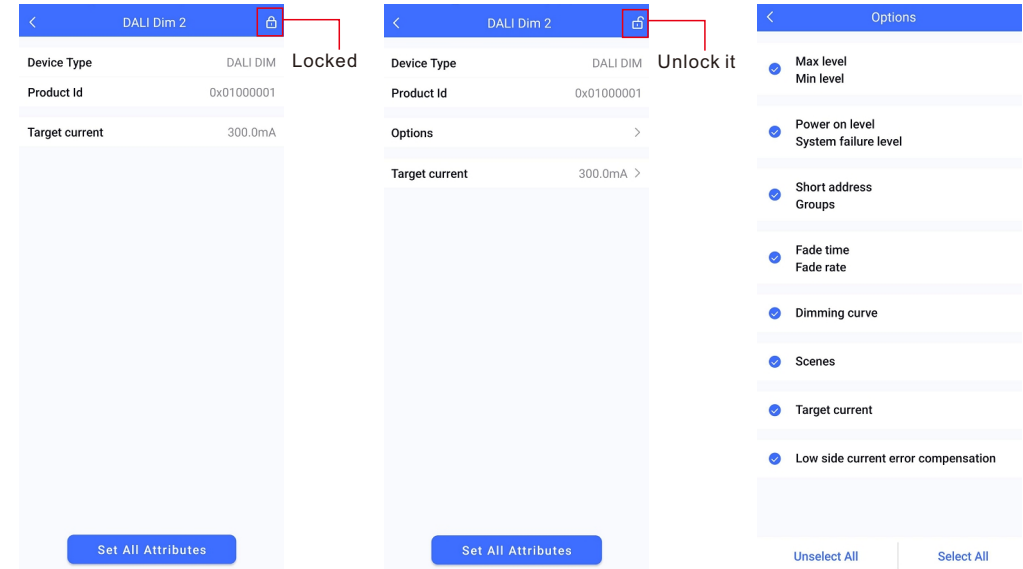 DALI Dim 2
Device Type DALI DIM
Product Id 0x01000001
Target current 300.0mA
Set All Attributes
Locked
DALI Dim 2
Device Type DALI DIM
Product Id 0x01000001
Options
Target current 300.0mA
Set All Attributes
Unlock it
Options
Max level
Min level
Power on level
System failure level
Short address
Groups
Fade time
Fade rate
Dimming curve
Scenes
Target current
Low side current error compensation
Unselect All Select All